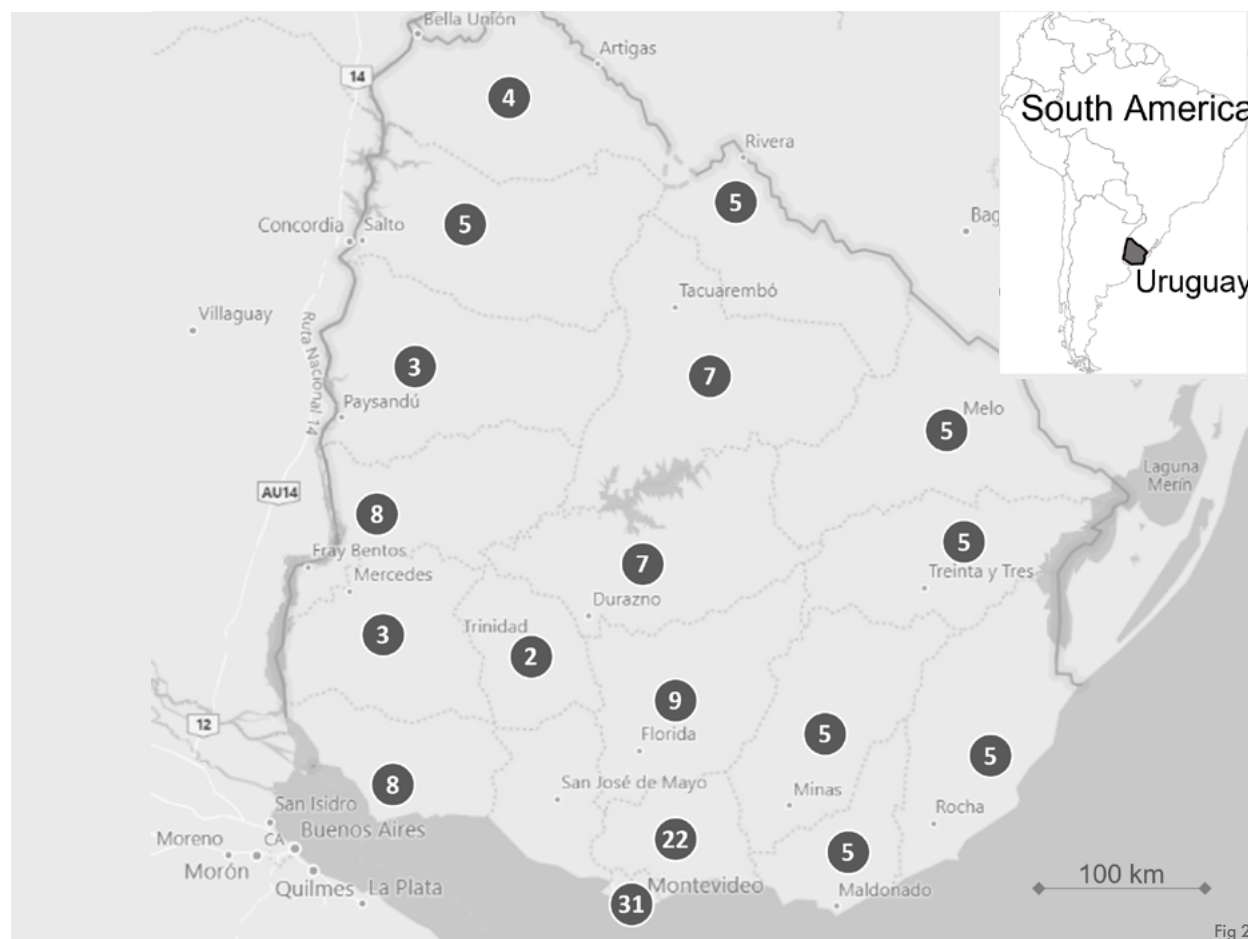 Bella Unión
Artigas
14
4
South America
Rivera
5
Concordia
Salto
5
Bag
Uruguay
Tacuarembó
Villaguay
Ruta Nacional 14
3
7
Paysandú
Melo
5
Laguna
Merín
AU14
8
Fray Bentos
Mercedes
7
5
Treinta y Tres
Durazno
3
Trinidad
2
9
Florida
12
5
5
8
San José de Mayo
Minas
San Isidro
Rocha
Buenos Aires
Moreno
CA
22
5
Morón
Quilmes
La Plata
Montevideo
31
Maldonado
100 km
Fig 2